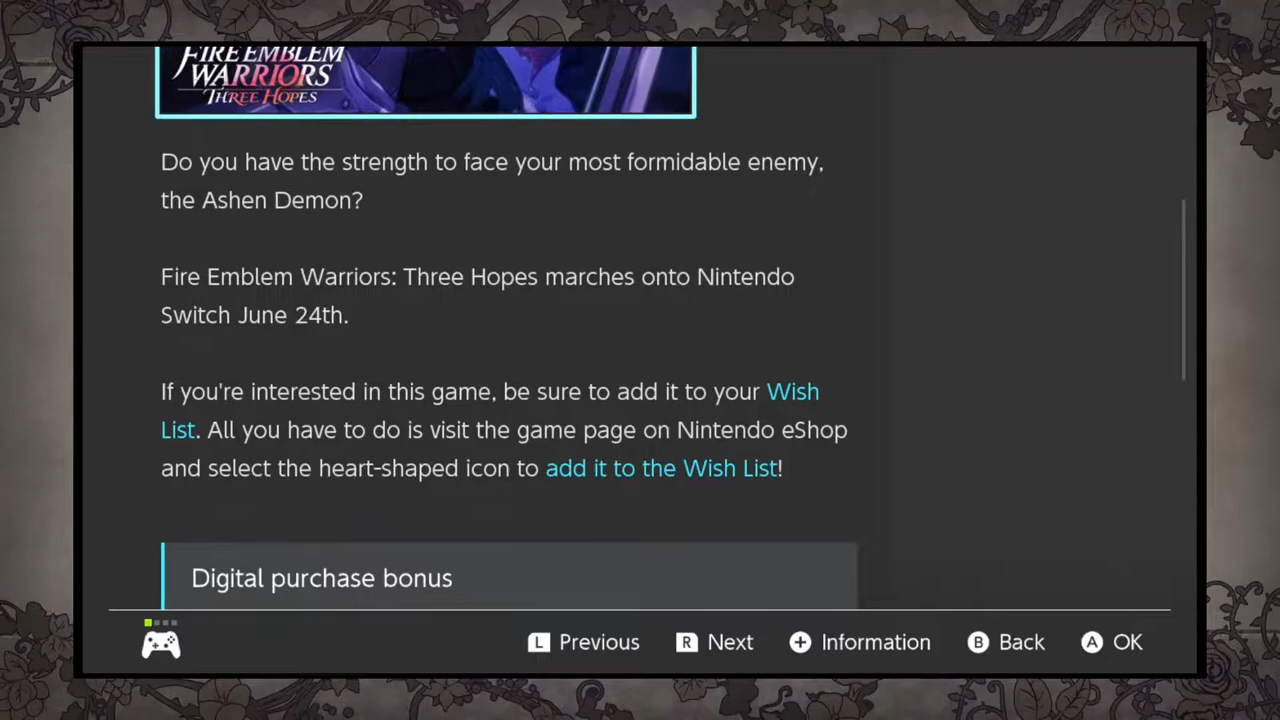 FIRE EMBLEM
WARRIORS
THREE HOPES
Do you have the strength to face your most formidable enemy,
the Ashen Demon?
Fire Emblem Warriors: Three Hopes marches onto Nintendo
Switch June 24th.
If you're interested in this game, be sure to add it to your Wish
List. All you have to do is visit the game page on Nintendo eShop
and select the heart-shaped icon to add it to the Wish List!
Digital purchase bonus
L Previous R Next + Information B Back A OK